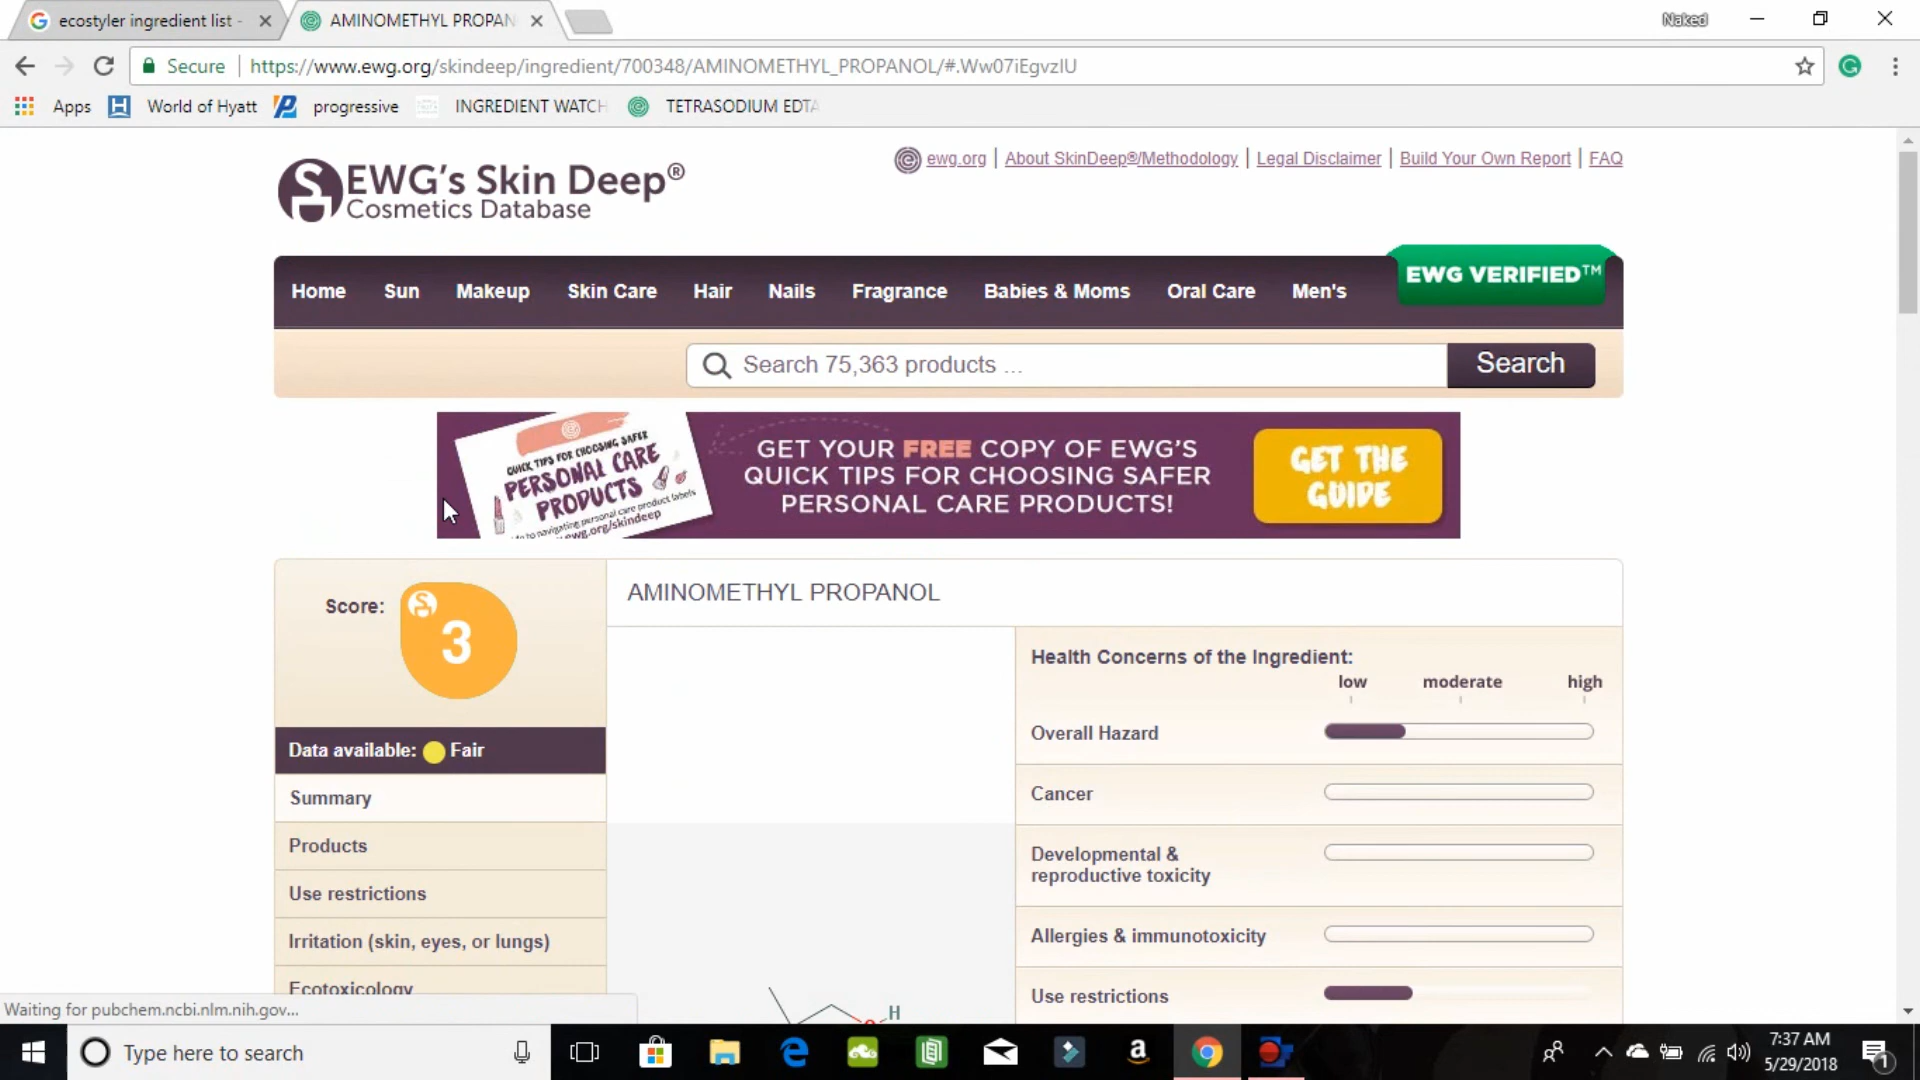 ecostyler ingredient list -
AMINOMETHYL PROPAN
Naked
Secure
https://www.ewg.org/skindeep/ingredient/700348/AMINOMETHYL_PROPANOL/#.Ww07iEgvzIU
Apps
World of Hyatt
progressive
INGREDIENT WATCH
TETRASODIUM EDTA
ewg.org | About SkinDeep®/Methodology | Legal Disclaimer | Build Your Own Report | FAQ
EWG's Skin Deep®
Cosmetics Database
EWG VERIFIED™
Home Sun Makeup Skin Care Hair Nails Fragrance Babies & Moms Oral Care Men's
Search 75,363 products ...
Search
QUICK TIPS FOR CHOOSING SAFER
PERSONAL CARE
PRODUCTS
to navigating personal care product labels
ewg.org/skindeep
GET YOUR FREE COPY OF EWG'S
QUICK TIPS FOR CHOOSING SAFER
PERSONAL CARE PRODUCTS!
GET THE
GUIDE
Score:
3
AMINOMETHYL PROPANOL
Data available: Fair
Summary
Products
Use restrictions
Irritation (skin, eyes, or lungs)
Ecotoxicology
Health Concerns of the Ingredient:
low moderate high
Overall Hazard
Cancer
Developmental &
reproductive toxicity
Allergies & immunotoxicity
Use restrictions
H
Waiting for pubchem.ncbi.nlm.nih.gov...
Type here to search
7:37 AM
5/29/2018
1